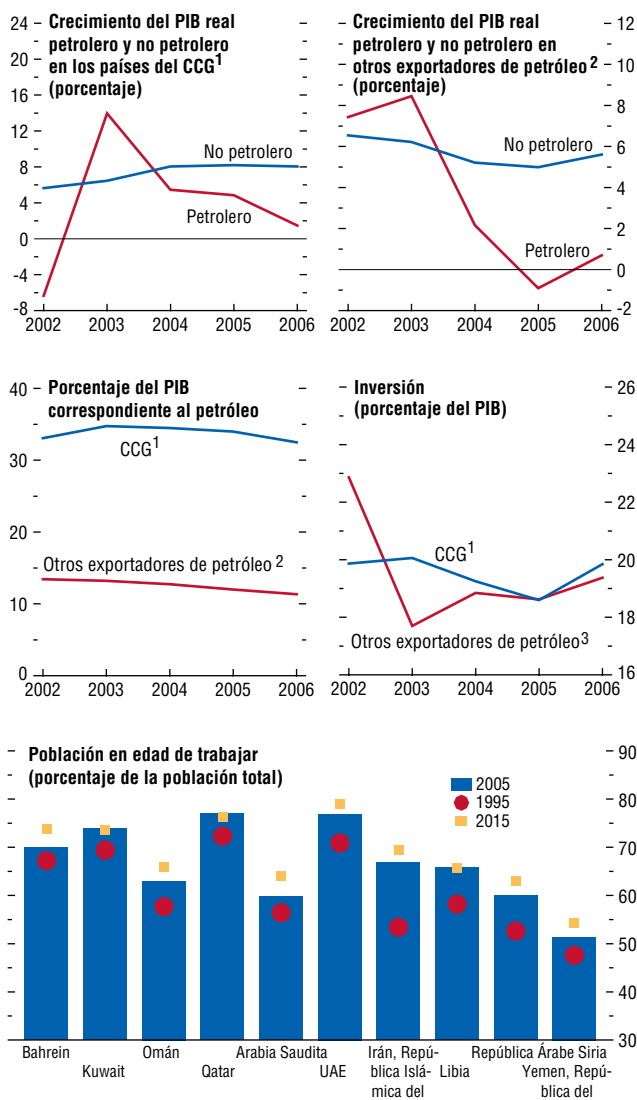 Crecimiento del PIB real
petrolero y no petrolero
en los países del CCG1
(porcentaje)
24
20
16
12
8
4
0
-4
-8
No petrolero
Petrolero
2002 2003 2004 2005 2006
Crecimiento del PIB real
petrolero y no petrolero en
otros exportadores de petróleo2
(porcentaje)
12
10
8
6
4
2
0
-2
No petrolero
Petrolero
2002 2003 2004 2005 2006
Porcentaje del PIB
correspondiente al petróleo
40
30
20
10
0
CCG1
Otros exportadores de petróleo2
2002 2003 2004 2005 2006
Inversión
(porcentaje del PIB)
26
24
22
20
18
16
CCG1
Otros exportadores de petróleo3
2002 2003 2004 2005 2006
Población en edad de trabajar
(porcentaje de la población total)
2005
1995
2015
90
80
70
60
50
40
30
Bahrein
Kuwait
Omán
Qatar
Arabia Saudita
UAE
Irán, Repú-
blica Islá-
mica del
Libia
República Árabe Siria
Yemen, Repú-
blica del